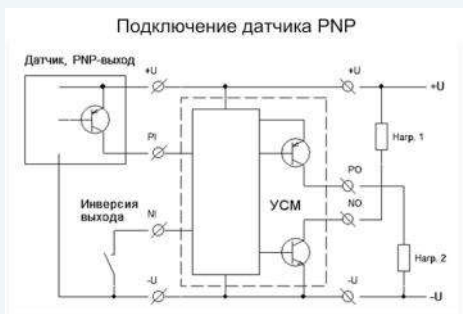 Подключение датчика PNP
Датчик, PNP-выход
+U
+U
+U
PI
Нагр. 1
PO
Инверсия
выхода
NI
УСМ
NO
Нагр. 2
-U
-U
-U